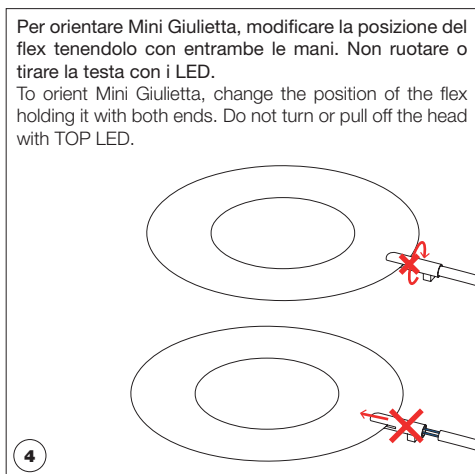 Per orientare Mini Giulietta, modificare la posizione del
flex tenendolo con entrambe le mani. Non ruotare o
tirare la testa con i LED.
To orient Mini Giulietta, change the position of the flex
holding it with both ends. Do not turn or pull off the head
with TOP LED.
4